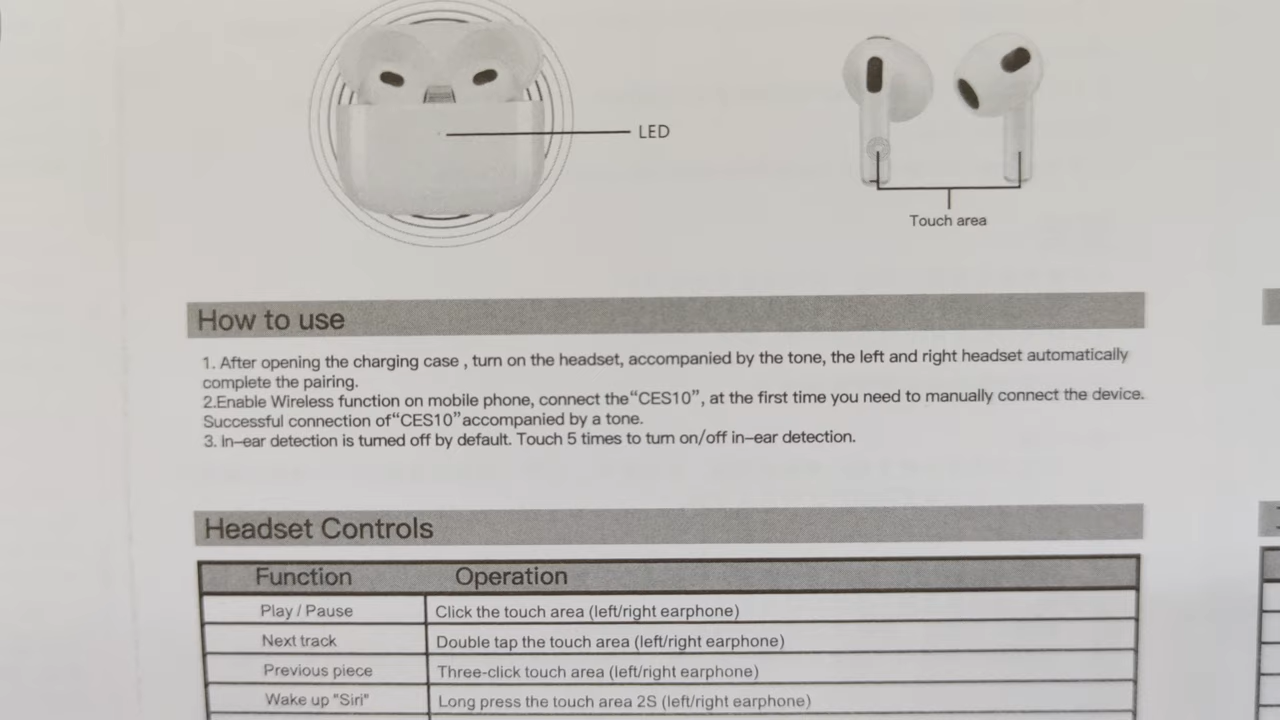 LED
Touch area
How to use
1. After opening the charging case , turn on the headset, accompanied by the tone, the left and right headset automatically
complete the pairing.
2.Enable Wireless function on mobile phone, connect the“CES10”, at the first time you need to manually connect the device.
Successful connection of“CES10”accompanied by a tone.
3. In–ear detection is turned off by default. Touch 5 times to turn on/off in–ear detection.
Headset Controls
Function Operation
Play / Pause Click the touch area (left/right earphone)
Next track Double tap the touch area (left/right earphone)
Previous piece Three-click touch area (left/right earphone)
Wake up "Siri" Long press the touch area 2S (left/right earphone)